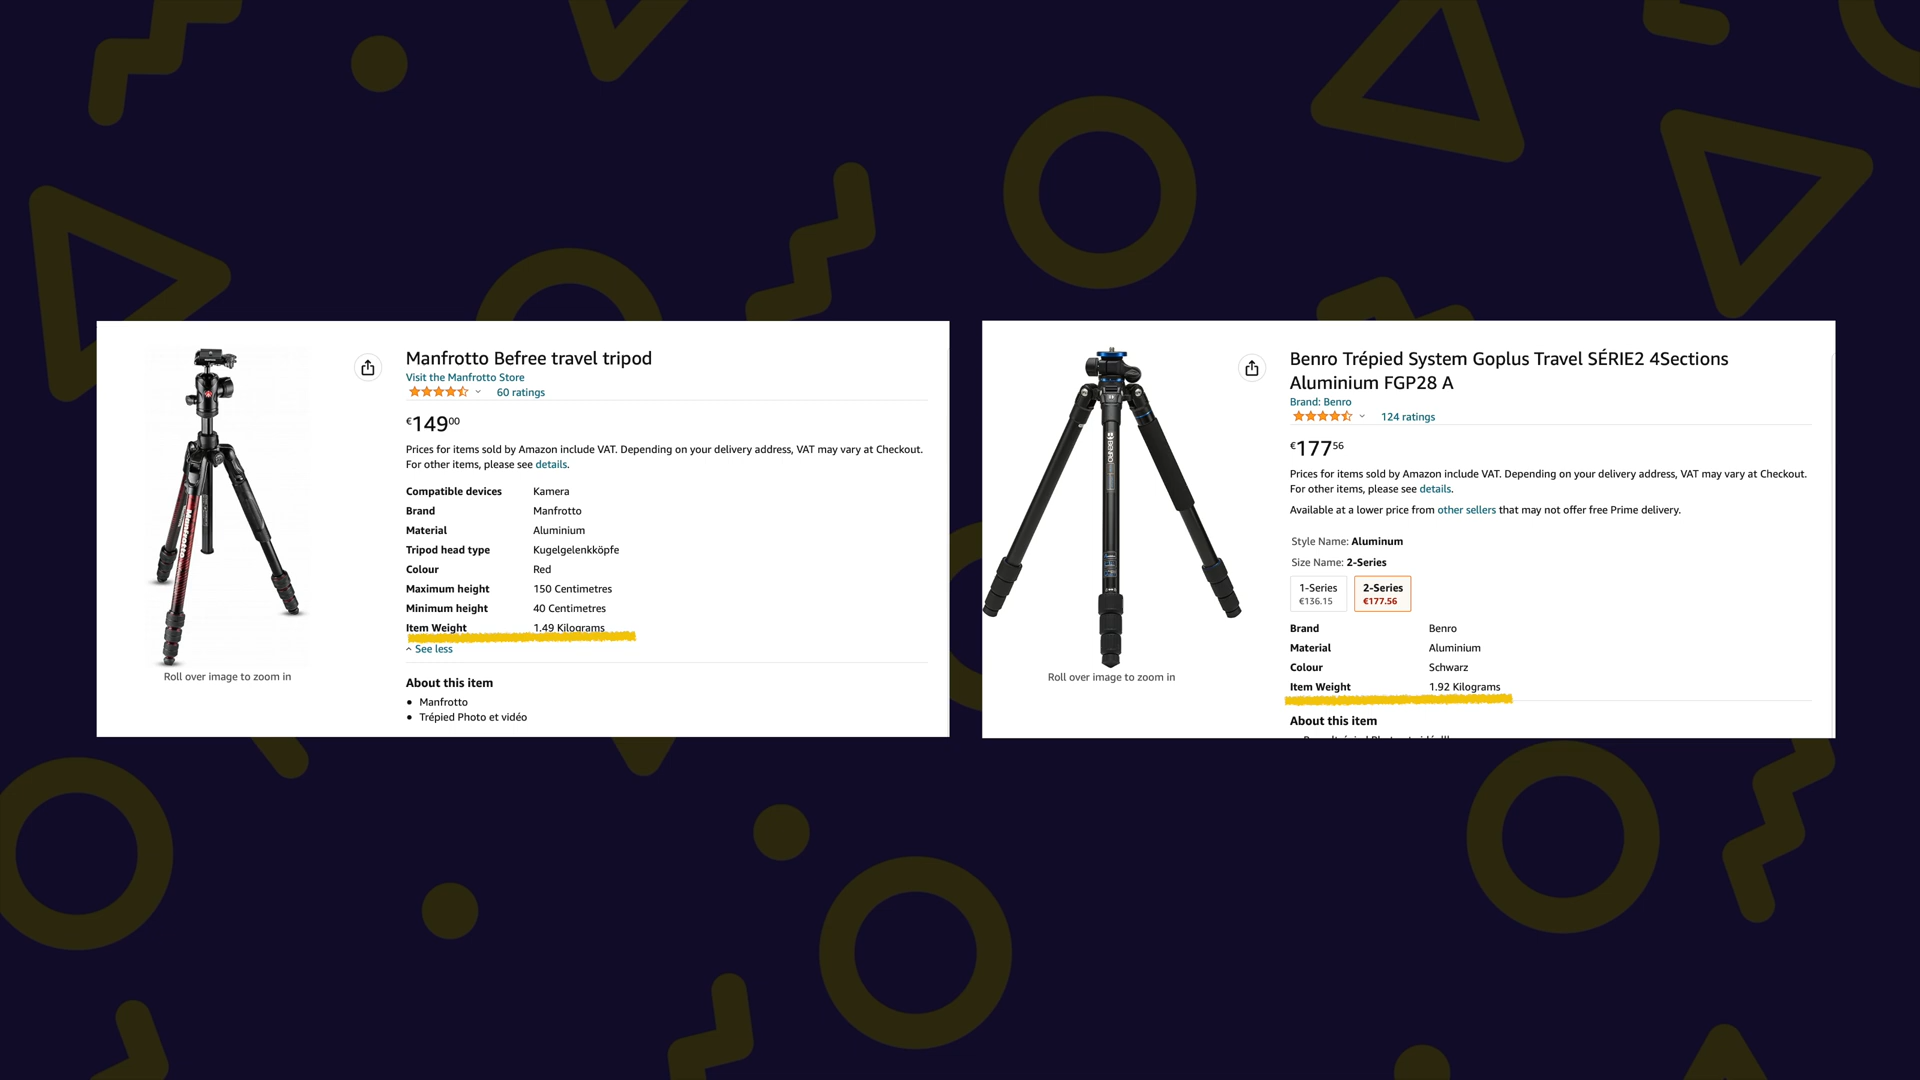 Manfrotto Befree travel tripod
Visit the Manfrotto Store
60 ratings
€149⁰⁰
Prices for items sold by Amazon include VAT. Depending on your delivery address, VAT may vary at Checkout.
For other items, please see details.
Compatible devices Kamera
Brand Manfrotto
Material Aluminium
Tripod head type Kugelgelenkköpfe
Colour Red
Maximum height 150 Centimetres
Minimum height 40 Centimetres
Item Weight 1.49 Kilograms
See less
About this item
• Manfrotto
• Trépied Photo et vidéo
Manfrotto
Roll over image to zoom in
Benro Trépied System Goplus Travel SÉRIE2 4Sections
Aluminium FGP28 A
Brand: Benro
124 ratings
€177⁵⁶
Prices for items sold by Amazon include VAT. Depending on your delivery address, VAT may vary at Checkout.
For other items, please see details.
Available at a lower price from other sellers that may not offer free Prime delivery.
Style Name: Aluminum
Size Name: 2-Series
1-Series 2-Series
€136.15 €177.56
Brand Benro
Material Aluminium
Colour Schwarz
Item Weight 1.92 Kilograms
About this item
BENRO
Roll over image to zoom in